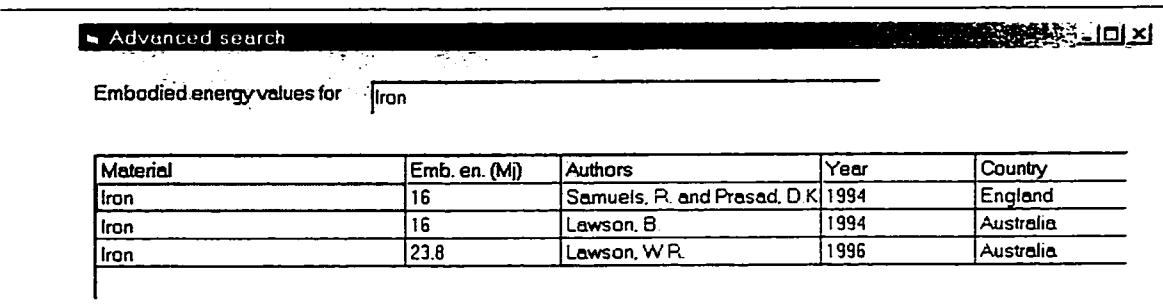 Advanced search
Embodied energy values for Iron
Material Emb. en. (Mj) Authors Year Country
Iron 16 Samuels, R. and Prasad, D.K 1994 England
Iron 16 Lawson, B. 1994 Australia
Iron 23.8 Lawson, W.R. 1996 Australia